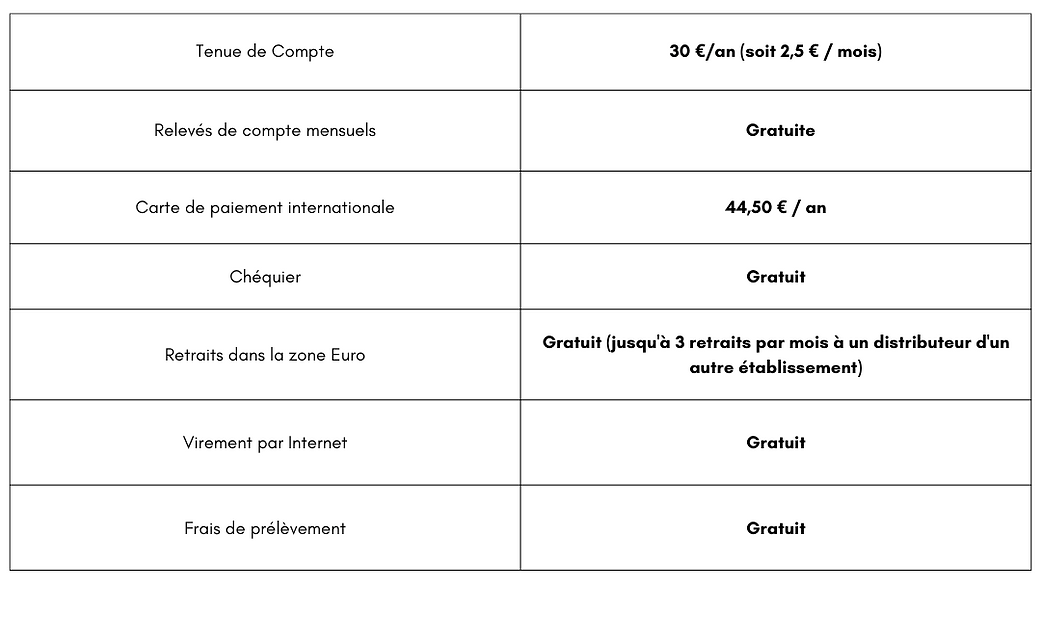 Tenue de Compte
30 €/an (soit 2,5 € / mois)
Relevés de compte mensuels
Gratuite
Carte de paiement internationale
44,50 € / an
Chéquier
Gratuit
Retraits dans la zone Euro
Gratuit (jusqu'à 3 retraits par mois à un distributeur d'un
autre établissement)
Virement par Internet
Gratuit
Frais de prélèvement
Gratuit